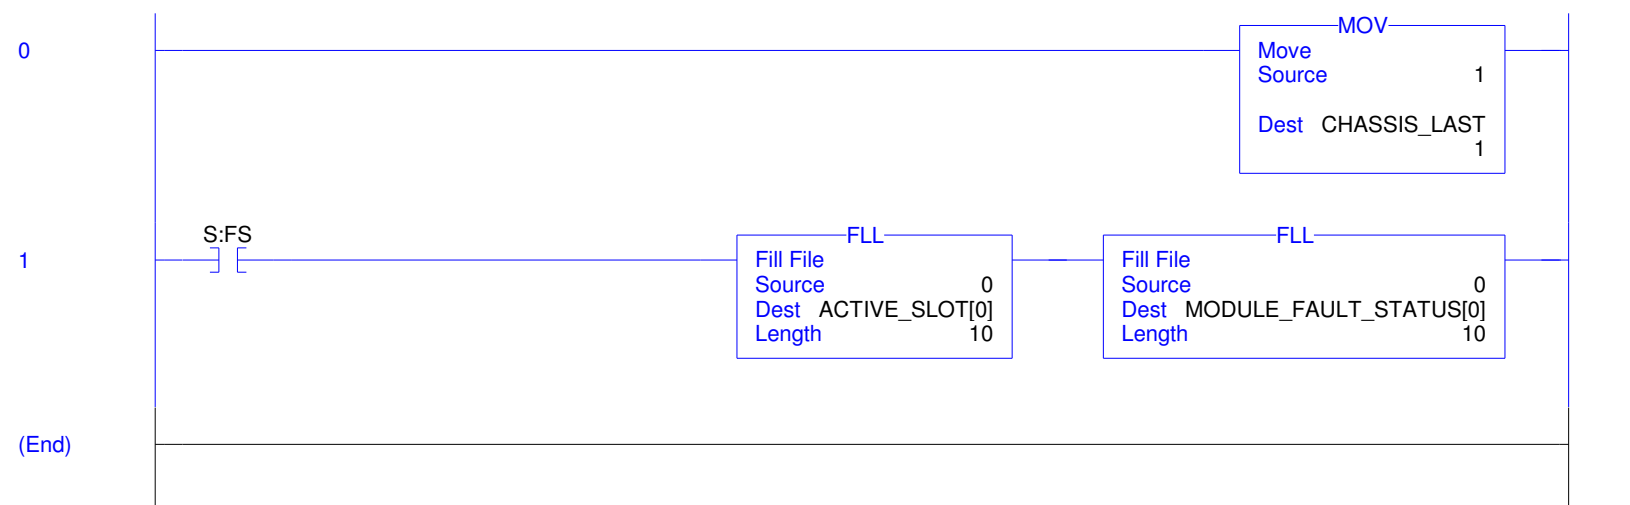 MOV
0
Move
Source 1
Dest CHASSIS_LAST
1
S:FS
FLL
FLL
1
Fill File
Fill File
Source 0
Source 0
Dest ACTIVE_SLOT[0]
Dest MODULE_FAULT_STATUS[0]
Length 10
Length 10
(End)